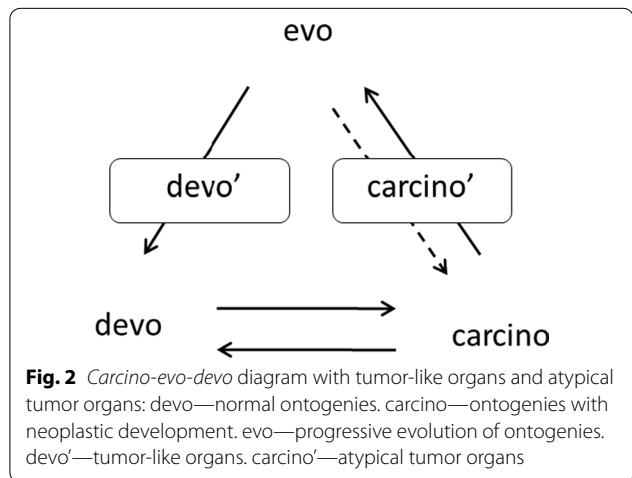 evo
devo’
carcino’
devo
carcino
Fig. 2 Carcino-evo-devo diagram with tumor-like organs and atypical
tumor organs: devo—normal ontogenies. carcino—ontogenies with
neoplastic development. evo—progressive evolution of ontogenies.
devo’—tumor-like organs. carcino’—atypical tumor organs